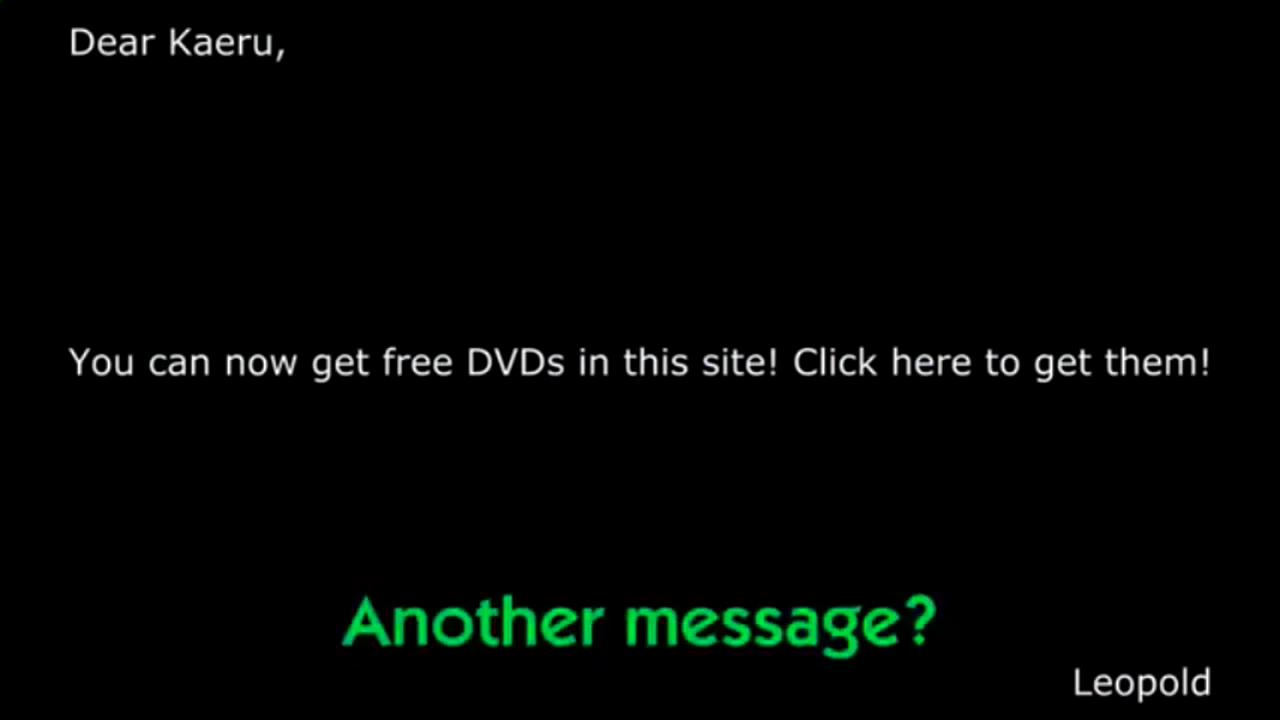 Dear Kaeru,
You can now get free DVDs in this site! Click here to get them!
Another message?
Leopold